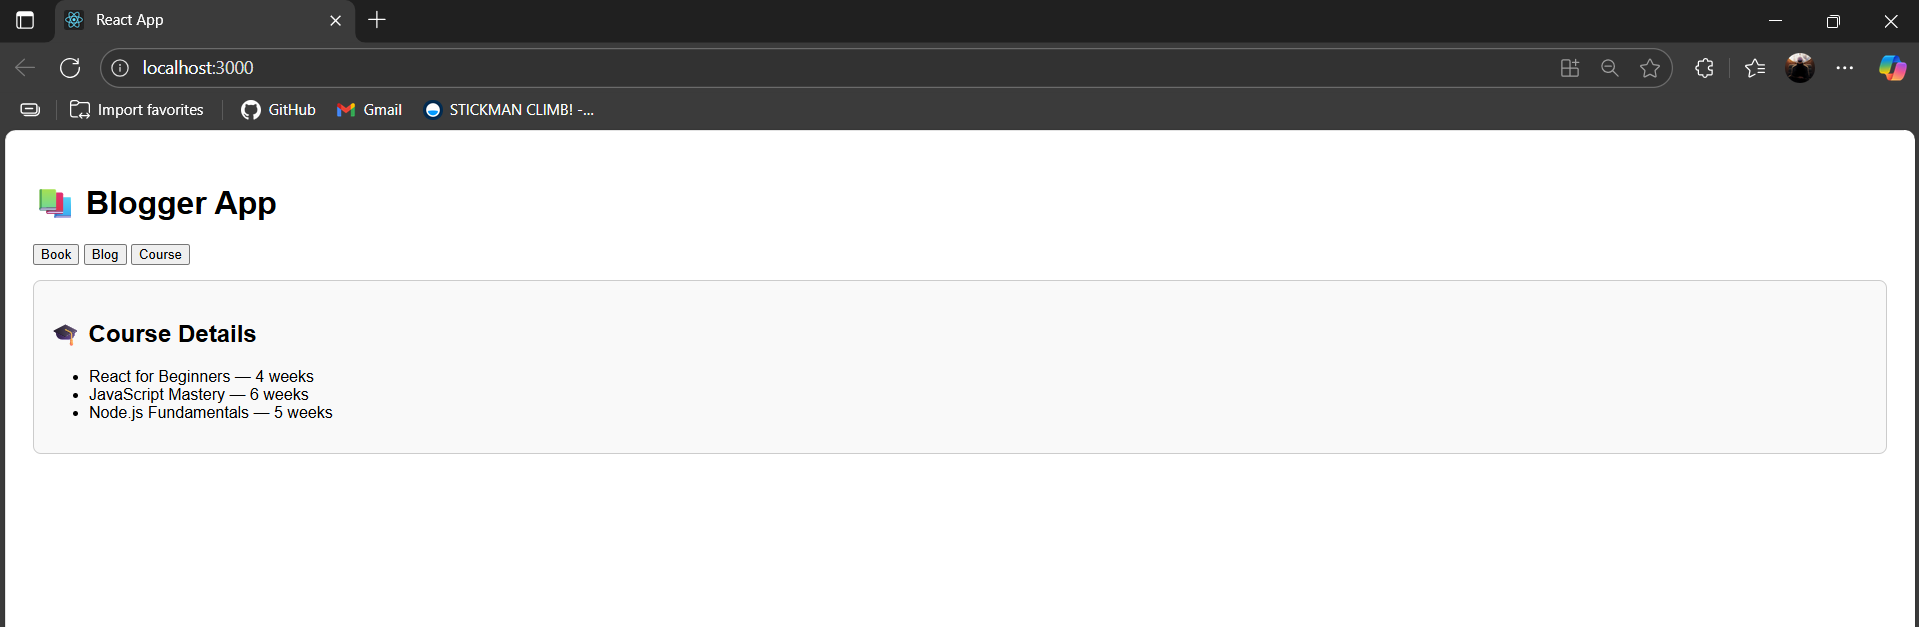 React App
localhost:3000
Import favorites GitHub Gmail STICKMAN CLIMB! -...
Blogger App
Book Blog Course
Course Details
• React for Beginners — 4 weeks
• JavaScript Mastery — 6 weeks
• Node.js Fundamentals — 5 weeks